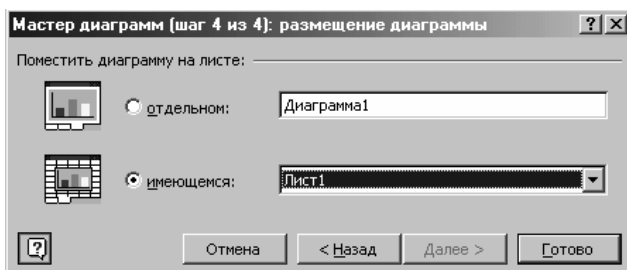 Мастер диаграмм (шаг 4 из 4): размещение диаграммы
Поместить диаграмму на листе:
отдельном: Диаграмма1
имеющемся: Лист1
Отмена < Назад Далее > Готово